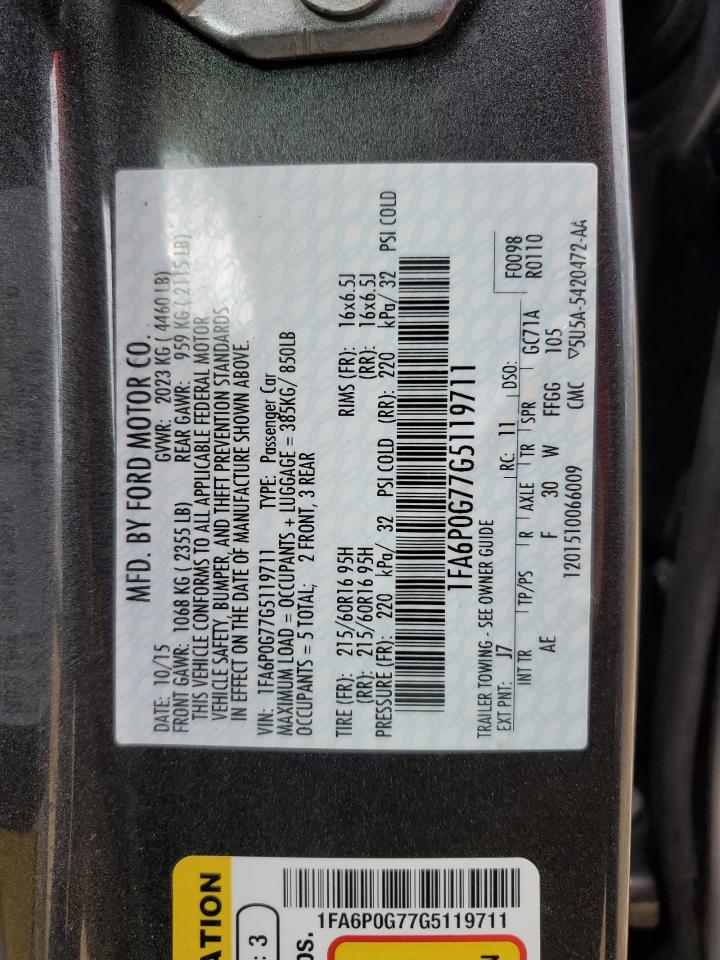 MFD. BY FORD MOTOR CO.
DATE: 10/15 GVWR: 2023 KG ( 4460 LB)
FRONT GAWR: 1068 KG ( 2355 LB) REAR GAWR: 959 KG ( 2115 LB)
THIS VEHICLE CONFORMS TO ALL APPLICABLE FEDERAL MOTOR
VEHICLE SAFETY, BUMPER, AND THEFT PREVENTION STANDARDS
IN EFFECT ON THE DATE OF MANUFACTURE SHOWN ABOVE.
VIN: 1FA6P0G77G5119711 TYPE: Passenger Car
MAXIMUM LOAD = OCCUPANTS + LUGGAGE = 385KG/ 850LB
OCCUPANTS = 5 TOTAL; 2 FRONT, 3 REAR
TIRE (FR): 215/60R16 95H RIMS (FR): 16x6.5J
(RR): 215/60R16 95H (RR): 16x6.5J
PRESSURE (FR): 220 kPa/ 32 PSI COLD (RR): 220 kPa/ 32 PSI COLD
1FA6P0G77G5119711
TRAILER TOWING - SEE OWNER GUIDE
EXT PNT: J7 RC: 11 DSO: F0098
R0110
INT TR TP/PS R AXLE TR SPR GC71A
AE F 30 W FFGG 105
1201510066009 CMC 5U5A-5420472-AA
ATION
: 3
os.
1FA6P0G77G5119711
N